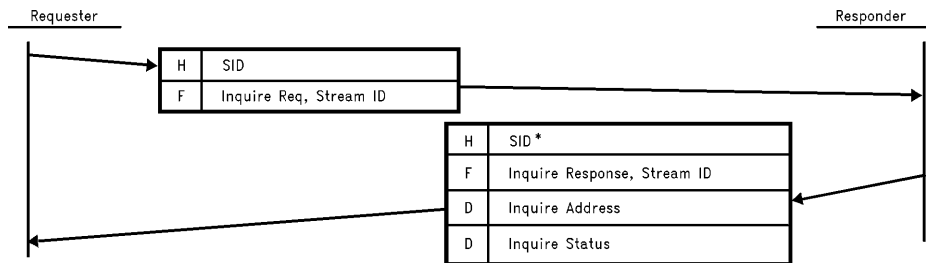 Requester
Responder
H SID
F Inquire Req, Stream ID
H SID*
F Inquire Response, Stream ID
D Inquire Address
D Inquire Status